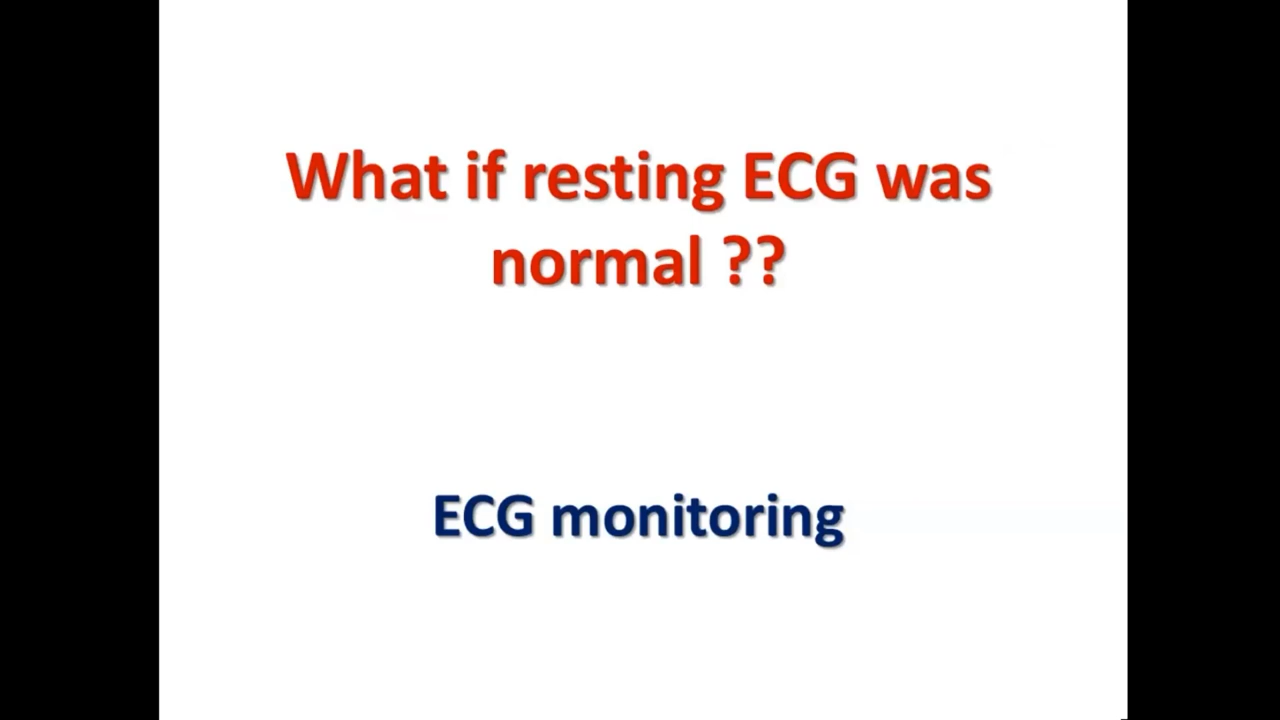 What if resting ECG was
normal ??
ECG monitoring